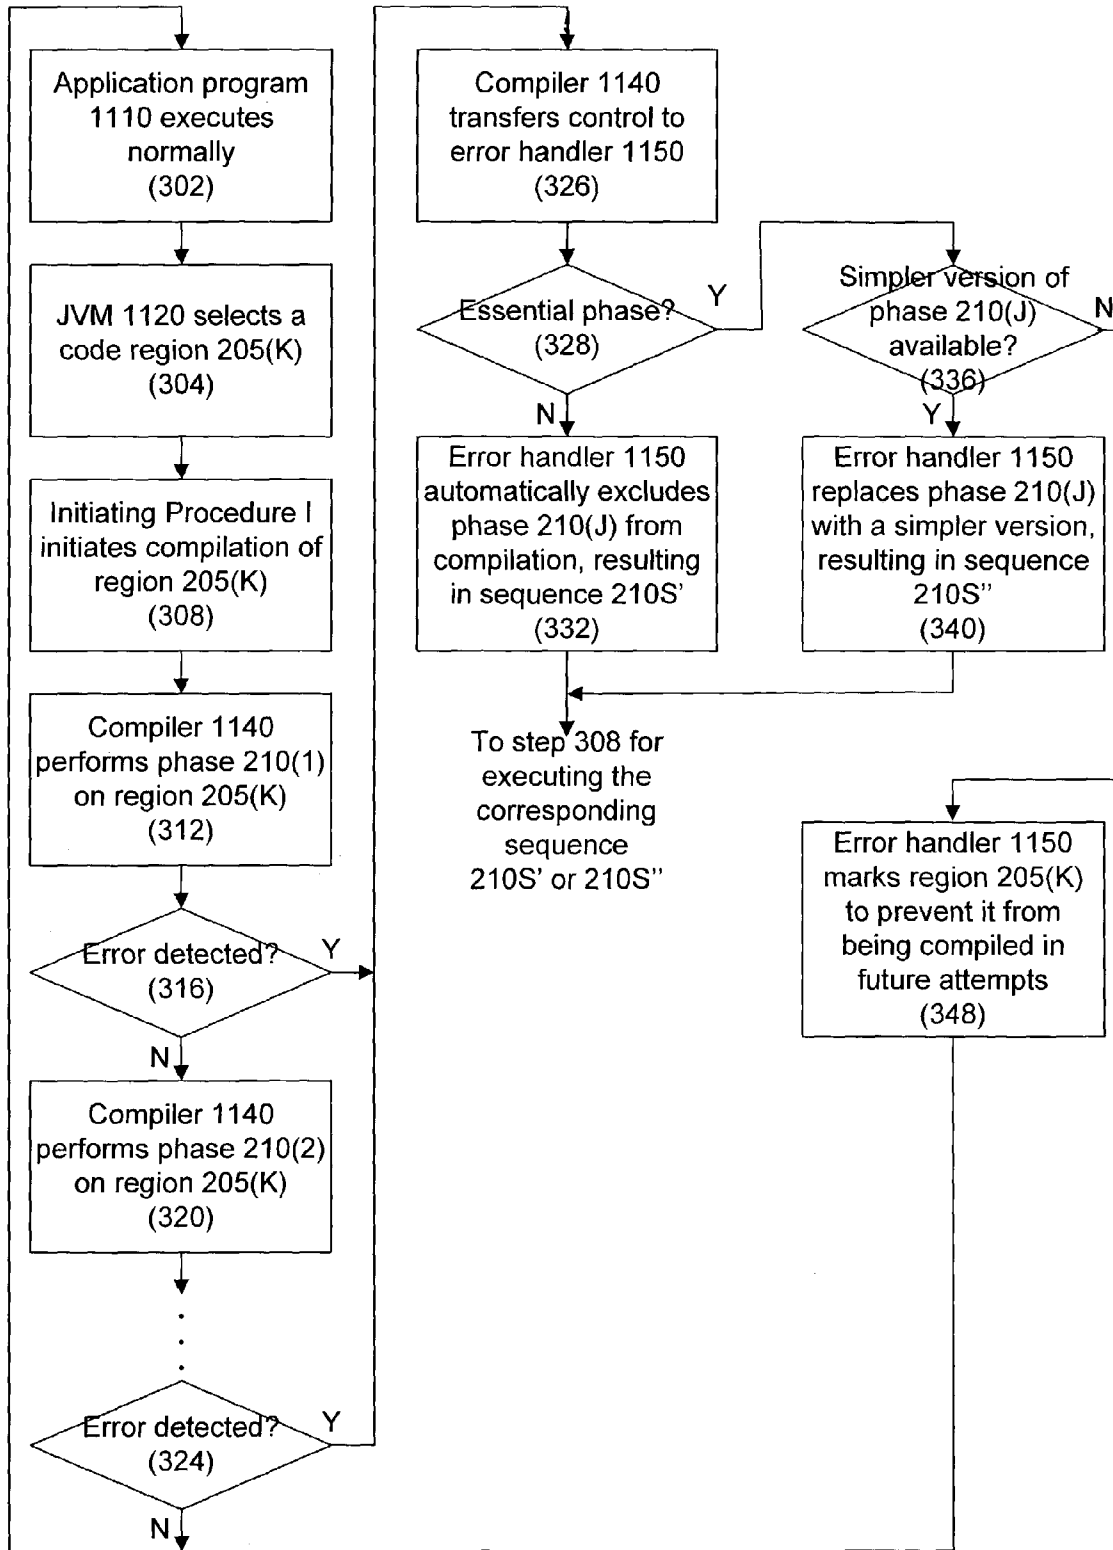 Application program
1110 executes
normally
(302)
JVM 1120 selects a
code region 205(K)
(304)
Initiating Procedure I
initiates compilation of
region 205(K)
(308)
Compiler 1140
performs phase 210(1)
on region 205(K)
(312)
Error detected?
(316)
Y
N
Compiler 1140
performs phase 210(2)
on region 205(K)
(320)
.
.
.
Error detected?
(324)
Y
N
Compiler 1140
transfers control to
error handler 1150
(326)
Essential phase?
(328)
Y
N
Error handler 1150
automatically excludes
phase 210(J) from
compilation, resulting
in sequence 210S'
(332)
To step 308 for
executing the
corresponding
sequence
210S' or 210S''
Simpler version of
phase 210(J)
available?
(336)
N
Y
Error handler 1150
replaces phase 210(J)
with a simpler version,
resulting in sequence
210S''
(340)
Error handler 1150
marks region 205(K)
to prevent it from
being compiled in
future attempts
(348)